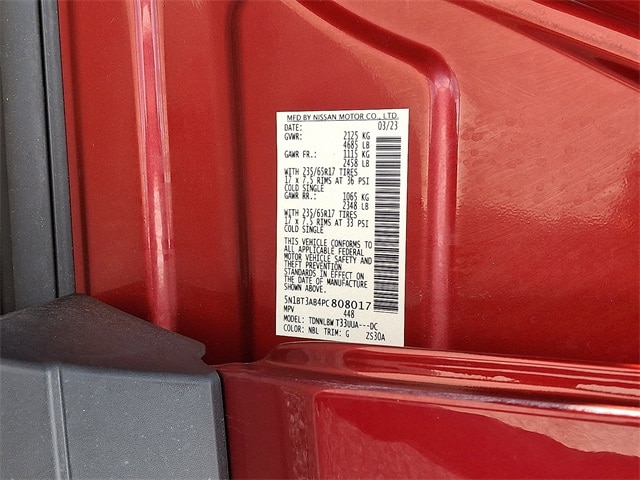 MFD BY NISSAN MOTOR CO., LTD.
DATE: 03/23
GVWR: 2125 KG
4685 LB
GAWR FR.: 1115 KG
2458 LB
WITH 235/65R17 TIRES
17 x 7.5 RIMS AT 36 PSI
COLD SINGLE
GAWR RR.: 1065 KG
2348 LB
WITH 235/65R17 TIRES
17 x 7.5 RIMS AT 33 PSI
COLD SINGLE
THIS VEHICLE CONFORMS TO
ALL APPLICABLE FEDERAL
MOTOR VEHICLE SAFETY AND
THEFT PREVENTION
STANDARDS IN EFFECT ON
THE DATE OF MANUFACTURE
SHOWN ABOVE.
5N1BT3AB4PC808017
MPV 448
MODEL: TDNNLBW T33UUA---DC
COLOR: NBL TRIM: G ZS30A